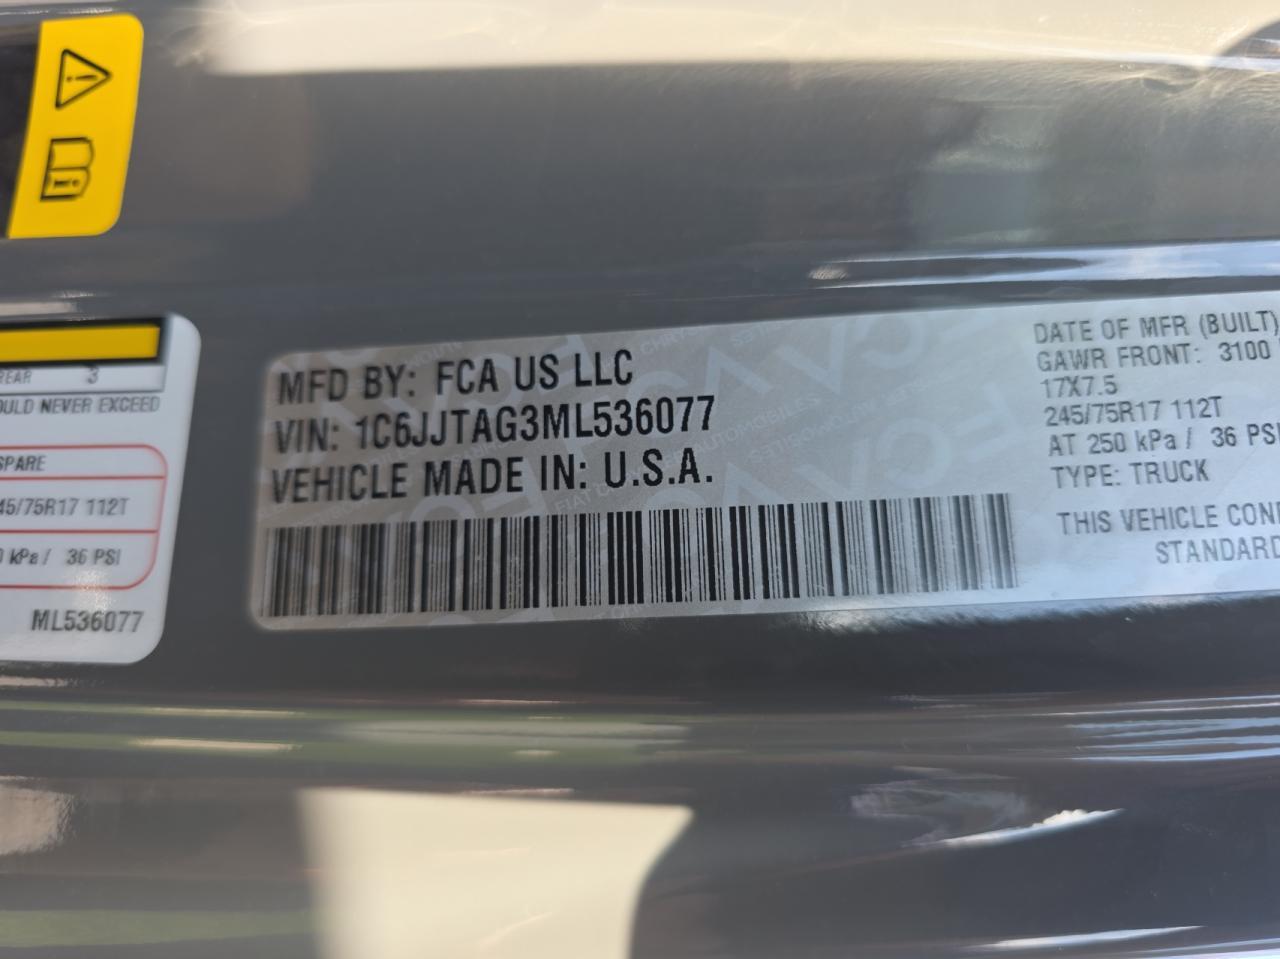 REAR 3
OULD NEVER EXCEED
SPARE
45/75R17 112T
0 kPa / 36 PSI
ML536077
MFD BY: FCA US LLC
VIN: 1C6JJTAG3ML536077
VEHICLE MADE IN: U.S.A.
DATE OF MFR (BUILT)
GAWR FRONT: 3100
17X7.5
245/75R17 112T
AT 250 kPa / 36 PSI
TYPE: TRUCK
THIS VEHICLE CON
STANDARD